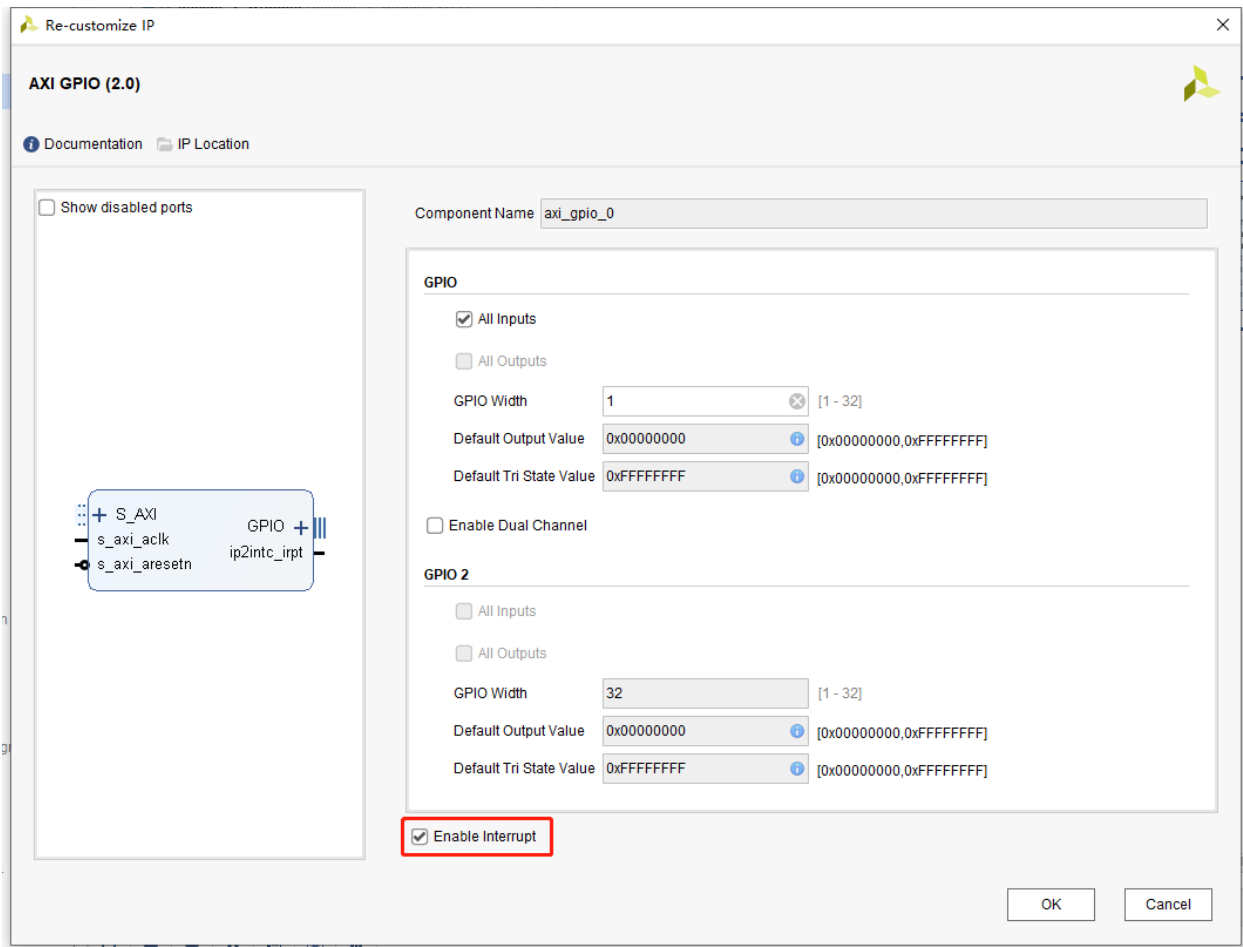 Re-customize IP
AXI GPIO (2.0)
Documentation IP Location
Show disabled ports
Component Name axi_gpio_0
GPIO
All Inputs
All Outputs
GPIO Width 1 [1 - 32]
Default Output Value 0x00000000 [0x00000000,0xFFFFFFFF]
Default Tri State Value 0xFFFFFFFF [0x00000000,0xFFFFFFFF]
S_AXI
s_axi_aclk
s_axi_aresetn
GPIO
ip2intc_irpt
Enable Dual Channel
GPIO 2
All Inputs
All Outputs
GPIO Width 32 [1 - 32]
Default Output Value 0x00000000 [0x00000000,0xFFFFFFFF]
Default Tri State Value 0xFFFFFFFF [0x00000000,0xFFFFFFFF]
Enable Interrupt
OK Cancel